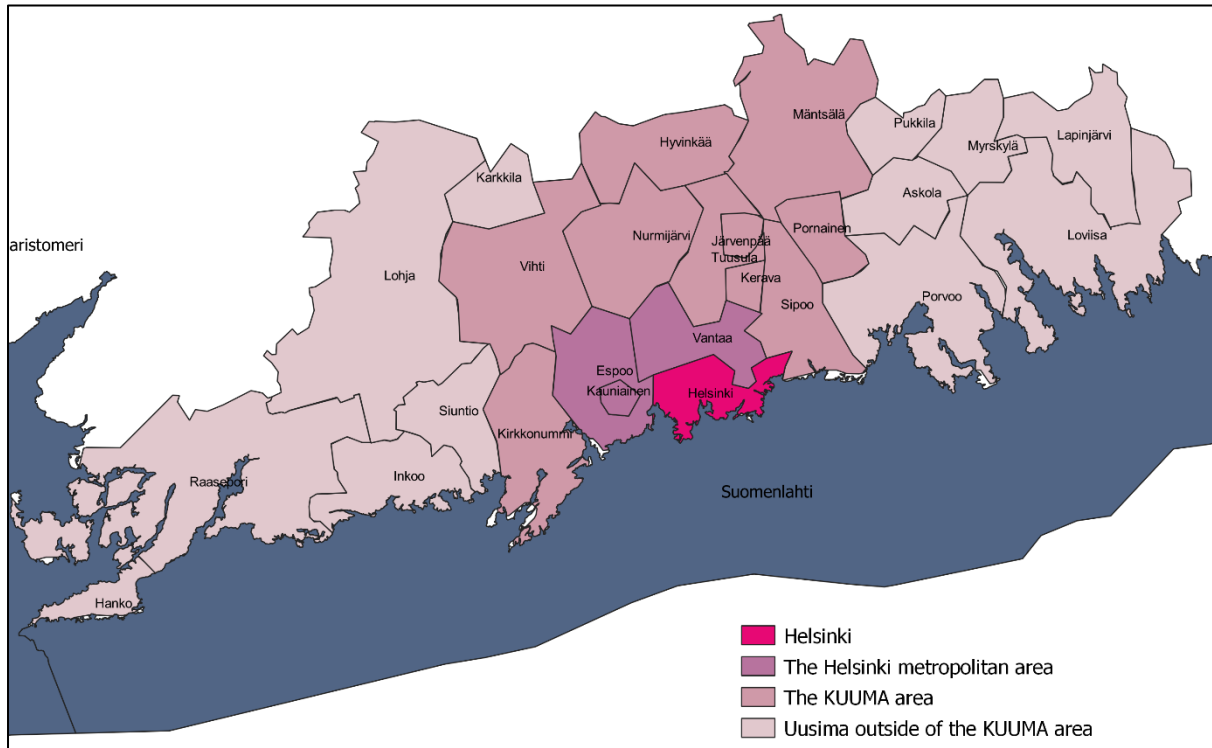 Mäntsälä
Pukkila
Lapinjärvi
Hyvinkää
Myrskylä
Karkkila
Askola
Loviisa
Nurmijärvi
Pornainen
Järvenpää
Tuusula
aristomeri
Vihti
Lohja
Kerava
Porvoo
Sipoo
Vantaa
Espoo
Kauniainen
Helsinki
Siuntio
Kirkkonummi
Inkoo
Raasepori
Suomenlahti
Hanko
Helsinki
The Helsinki metropolitan area
The KUUMA area
Uusima outside of the KUUMA area